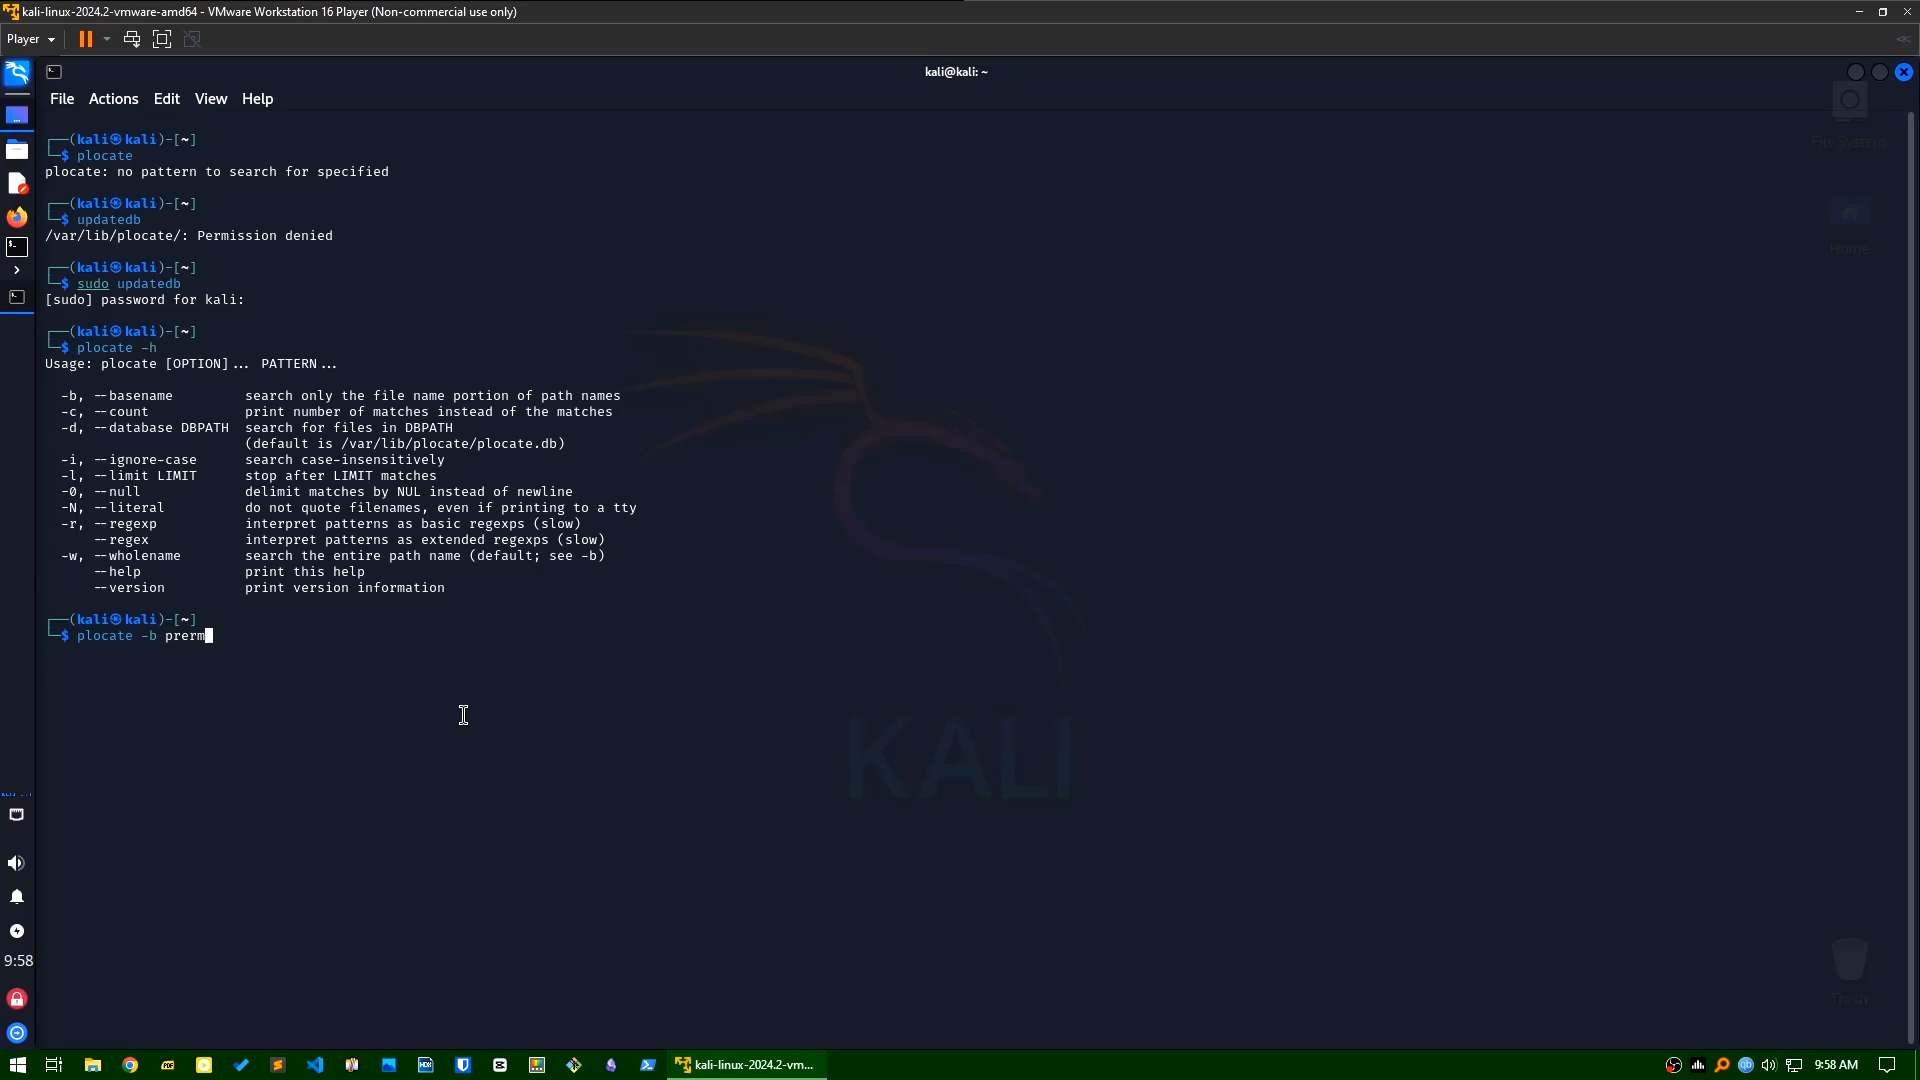 kali-linux-2024.2-vmware-amd64 - VMware Workstation 16 Player (Non-commercial use only)
Player
kali@kali: ~
File Actions Edit View Help
┌──(kali㉿kali)-[~]
└─$ plocate
plocate: no pattern to search for specified
┌──(kali㉿kali)-[~]
└─$ updatedb
/var/lib/plocate/: Permission denied
┌──(kali㉿kali)-[~]
└─$ sudo updatedb
[sudo] password for kali:
┌──(kali㉿kali)-[~]
└─$ plocate -h
Usage: plocate [OPTION]... PATTERN...
-b, --basename search only the file name portion of path names
-c, --count print number of matches instead of the matches
-d, --database DBPATH search for files in DBPATH
(default is /var/lib/plocate/plocate.db)
-i, --ignore-case search case-insensitively
-l, --limit LIMIT stop after LIMIT matches
-0, --null delimit matches by NUL instead of newline
-N, --literal do not quote filenames, even if printing to a tty
-r, --regexp interpret patterns as basic regexps (slow)
--regex interpret patterns as extended regexps (slow)
-w, --wholename search the entire path name (default; see -b)
--help print this help
--version print version information
┌──(kali㉿kali)-[~]
└─$ plocate -b prerm
File System
Home
KALI
Trash
9:58
kali-linux-2024.2-vm...
9:58 AM